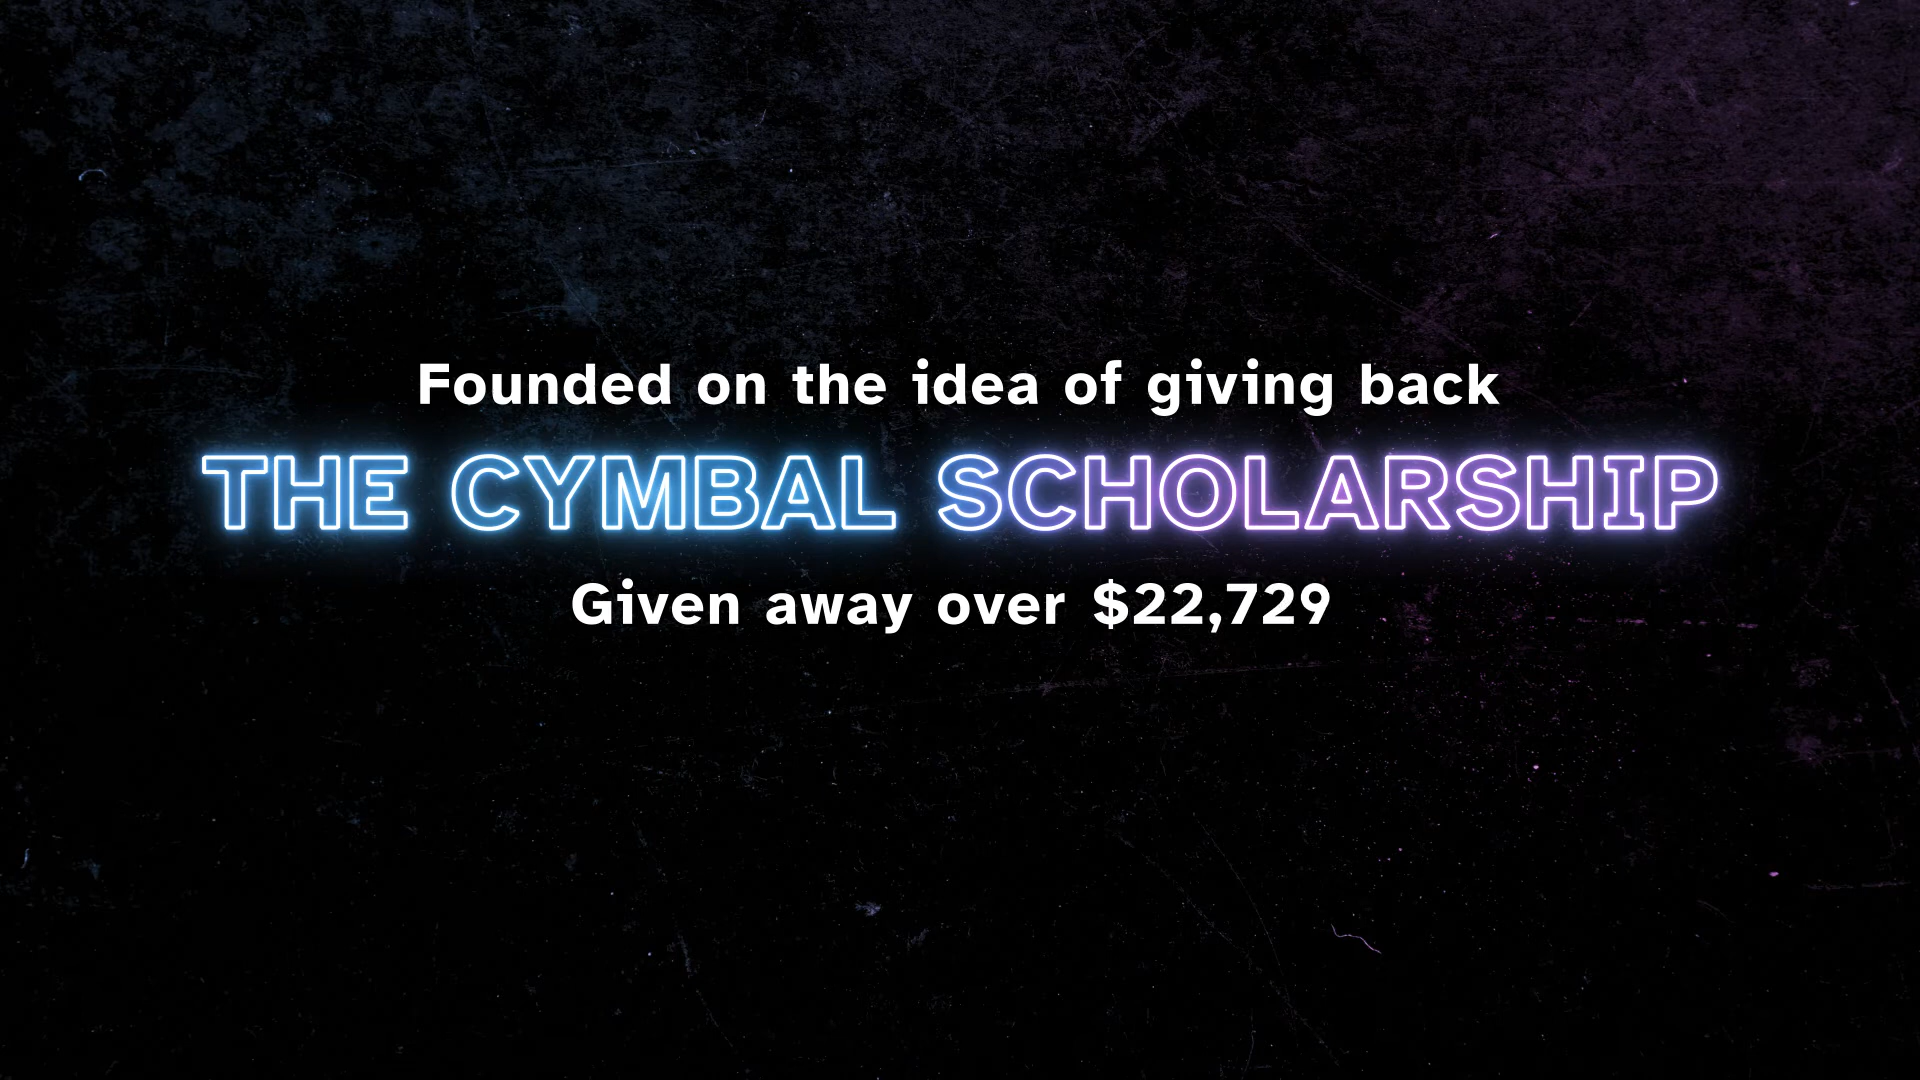 Founded on the idea of giving back
THE CYMBAL SCHOLARSHIP
Given away over $22,729